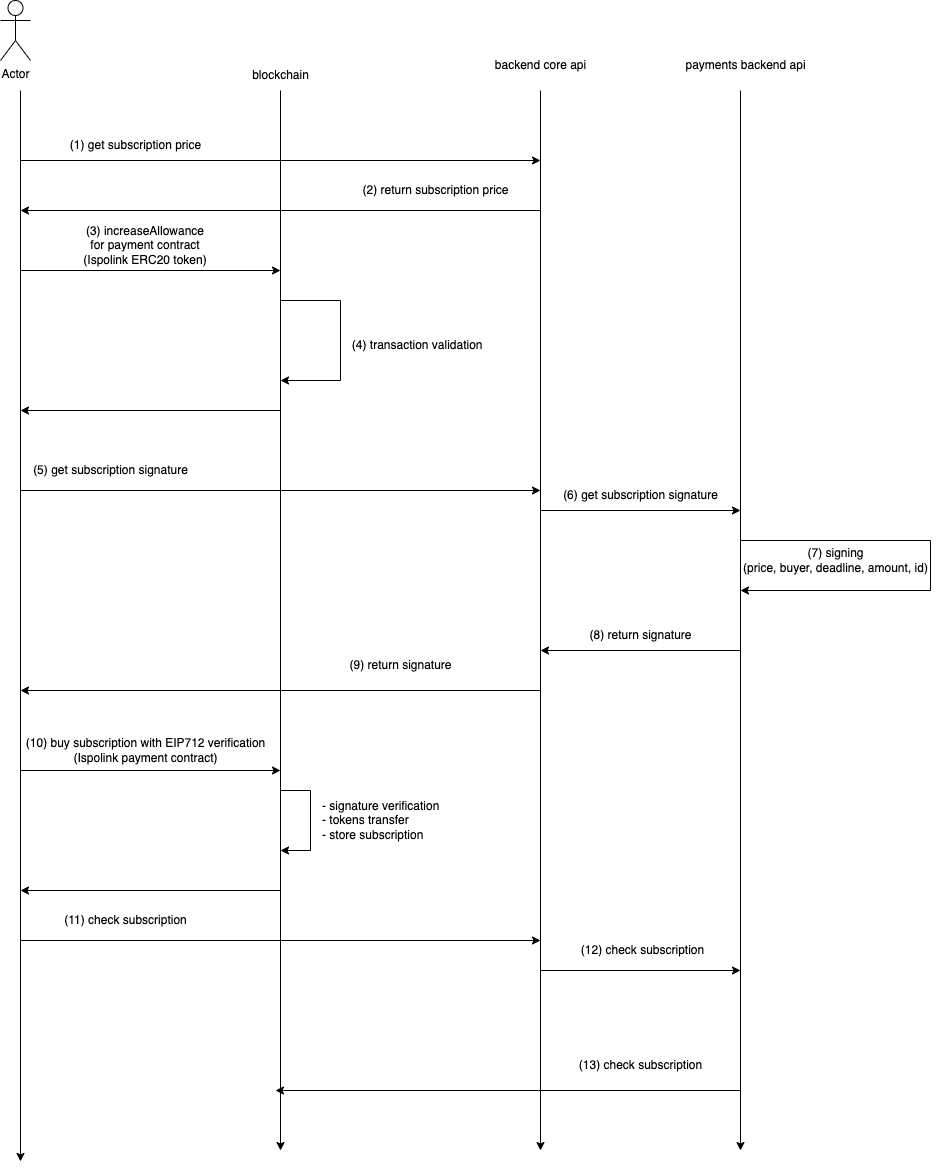 Actor
blockchain
backend core api
payments backend api
(1) get subscription price
(2) return subscription price
(3) increaseAllowance
for payment contract
(Ispolink ERC20 token)
(4) transaction validation
(5) get subscription signature
(6) get subscription signature
(7) signing
(price, buyer, deadline, amount, id)
(8) return signature
(9) return signature
(10) buy subscription with EIP712 verification
(Ispolink payment contract)
- signature verification
- tokens transfer
- store subscription
(11) check subscription
(12) check subscription
(13) check subscription